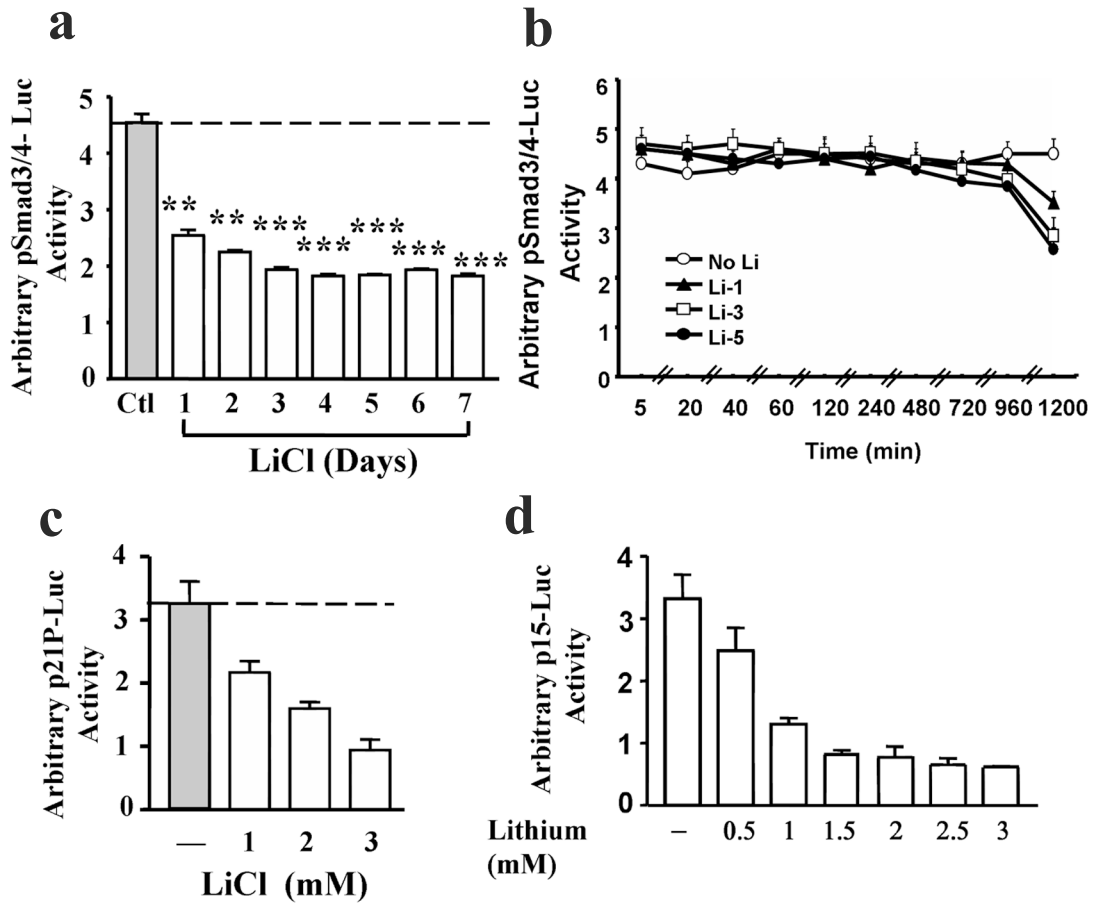 a
Arbitrary pSmad3/4- Luc
Activity
5
4
3
2
1
0
**
**
***
***
***
***
***
Ctl 1 2 3 4 5 6 7
LiCl (Days)
b
Arbitrary pSmad3/4-Luc
Activity
6
5
4
3
2
1
0
No Li
Li-1
Li-3
Li-5
5 20 40 60 120 240 480 720 960 1200
Time (min)
c
Arbitrary p21P-Luc
Activity
4
3
2
1
0
— 1 2 3
LiCl (mM)
d
Arbitrary p15-Luc
Activity
4
3
2
1
0
Lithium
(mM)
– 0.5 1 1.5 2 2.5 3